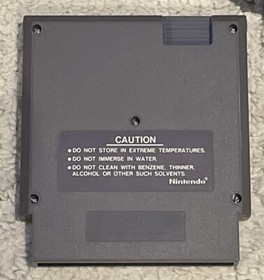 CAUTION
• DO NOT STORE IN EXTREME TEMPERATURES.
• DO NOT IMMERSE IN WATER.
• DO NOT CLEAN WITH BENZENE, THINNER,
ALCOHOL OR OTHER SUCH SOLVENTS.
Nintendo®